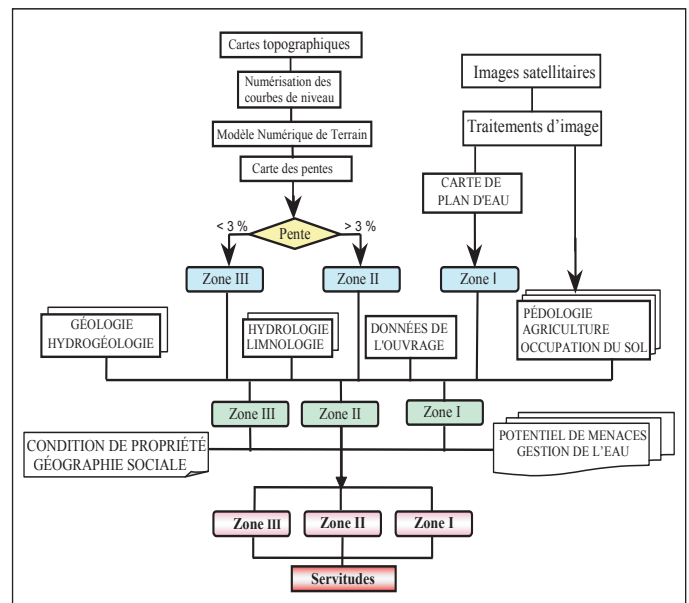 Cartes topographiques
Numérisation des
courbes de niveau
Modèle Numérique de Terrain
Carte des pentes
Images satellitaires
Traitements d'image
CARTE DE
PLAN D'EAU
< 3 %
Pente
> 3 %
Zone III
Zone II
Zone I
GÉOLOGIE
HYDROGÉOLOGIE
HYDROLOGIE
LIMNOLOGIE
DONNÉES DE
L'OUVRAGE
PÉDOLOGIE
AGRICULTURE
OCCUPATION DU SOL
Zone III
Zone II
Zone I
CONDITION DE PROPRIÉTÉ
GÉOGRAPHIE SOCIALE
POTENTIEL DE MENACES
GESTION DE L'EAU
Zone III
Zone II
Zone I
Servitudes